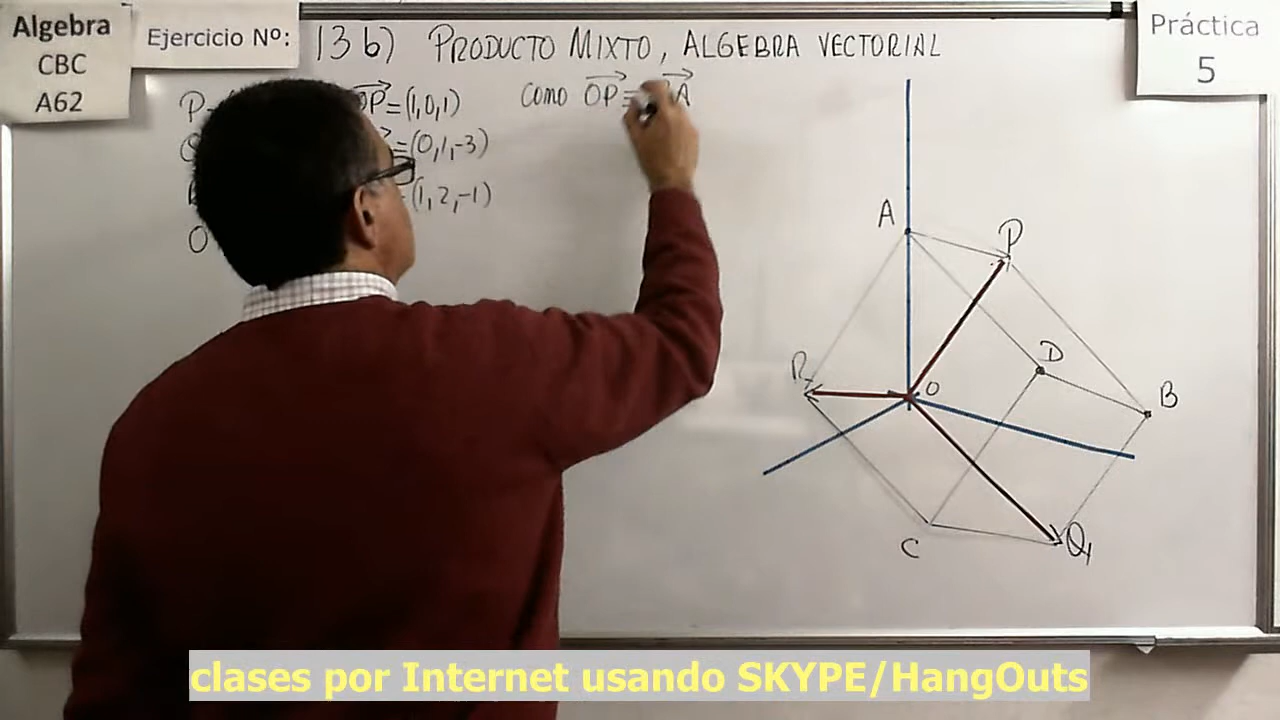 Algebra
CBC
A62
Ejercicio Nº:
13 b) PRODUCTO MIXTO, ALGEBRA VECTORIAL
Práctica
5
P= OP=(1,0,1) COMO OP=
=(0,1,-3)
=(1,2,-1)
O
A
P
D
R
O
B
C
Q
clases por Internet usando SKYPE/HangOuts